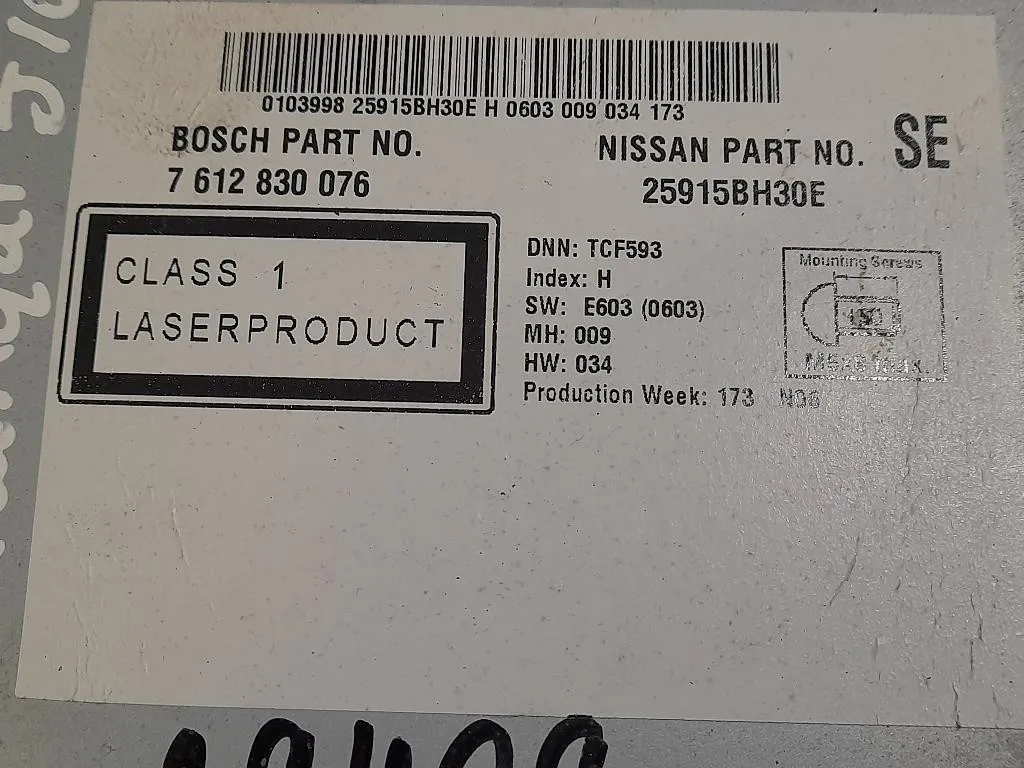 0103998 25915BH30E H 0603 009 034 173
BOSCH PART NO.
7 612 830 076
NISSAN PART NO. SE
25915BH30E
CLASS 1
LASERPRODUCT
DNN: TCF593
Index: H
SW: E603 (0603)
MH: 009
HW: 034
Production Week: 173
Mounting Screws